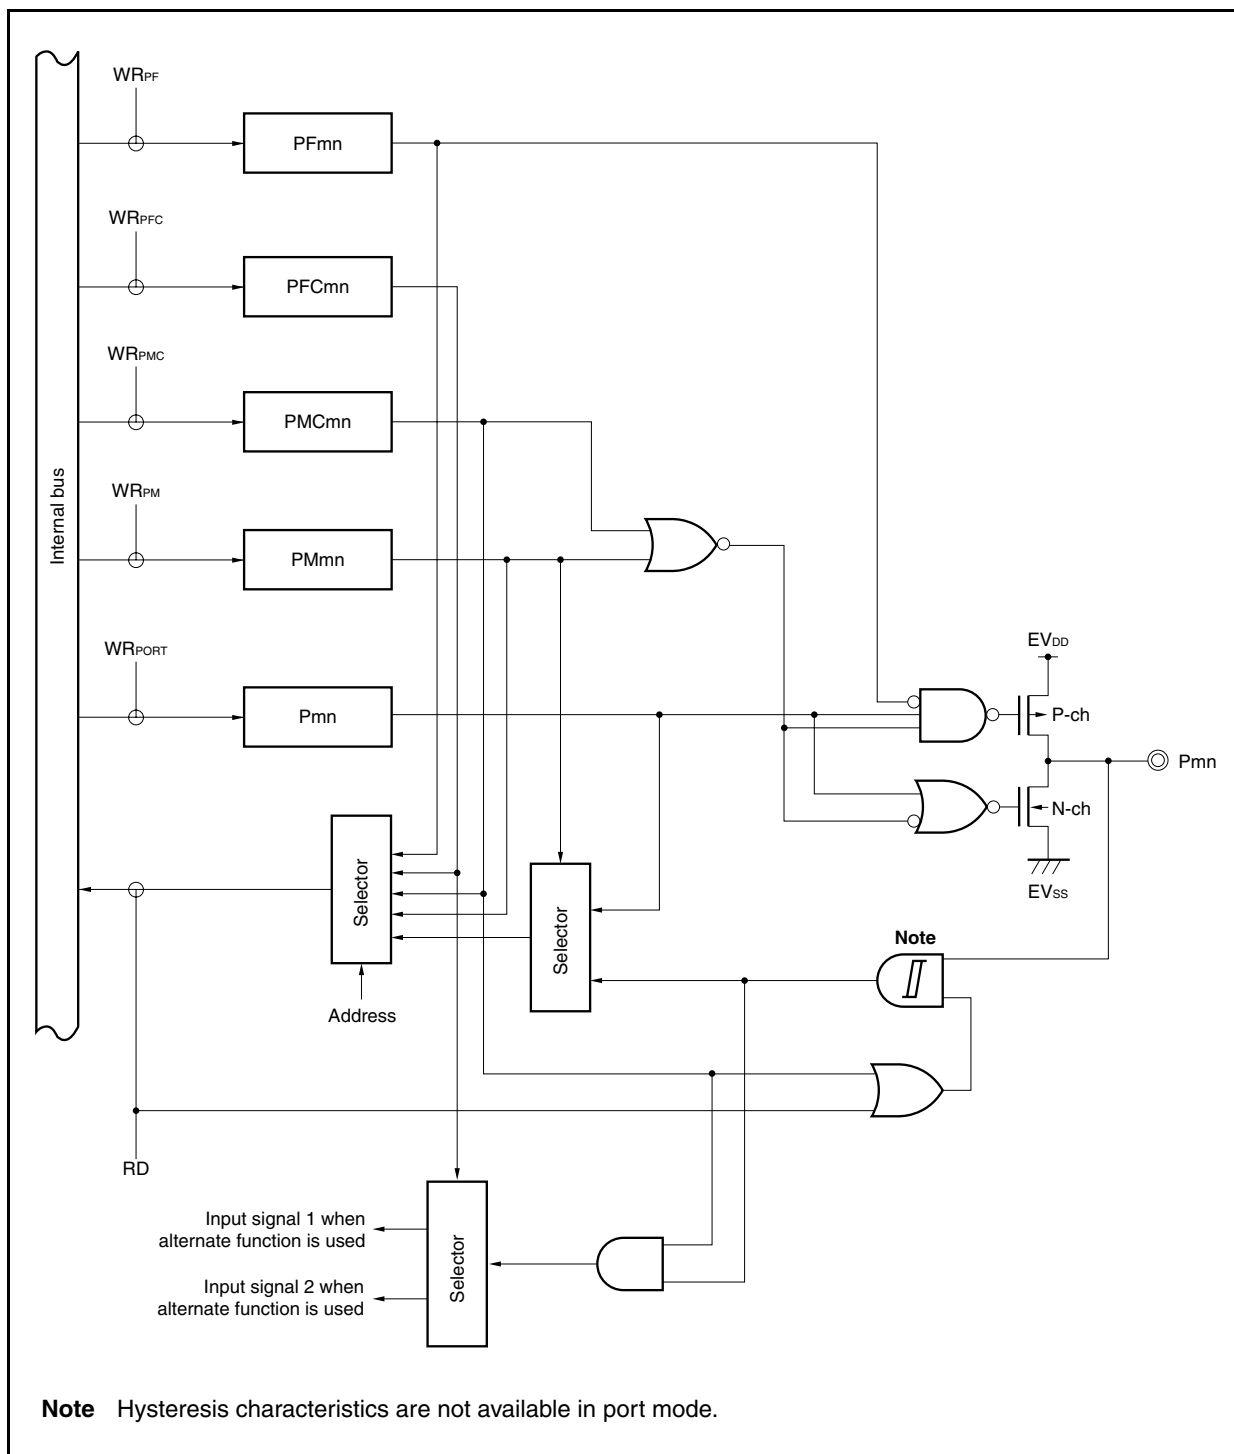 WRPF
PFmn
WRPFC
PFCmn
WRPMC
PMCmn
Internal bus
WRPM
PMmn
WRPORT
Pmn
EVDD
P-ch
Pmn
N-ch
EVSS
Selector
Selector
Note
Address
RD
Input signal 1 when
alternate function is used
Input signal 2 when
alternate function is used
Selector
Note Hysteresis characteristics are not available in port mode.